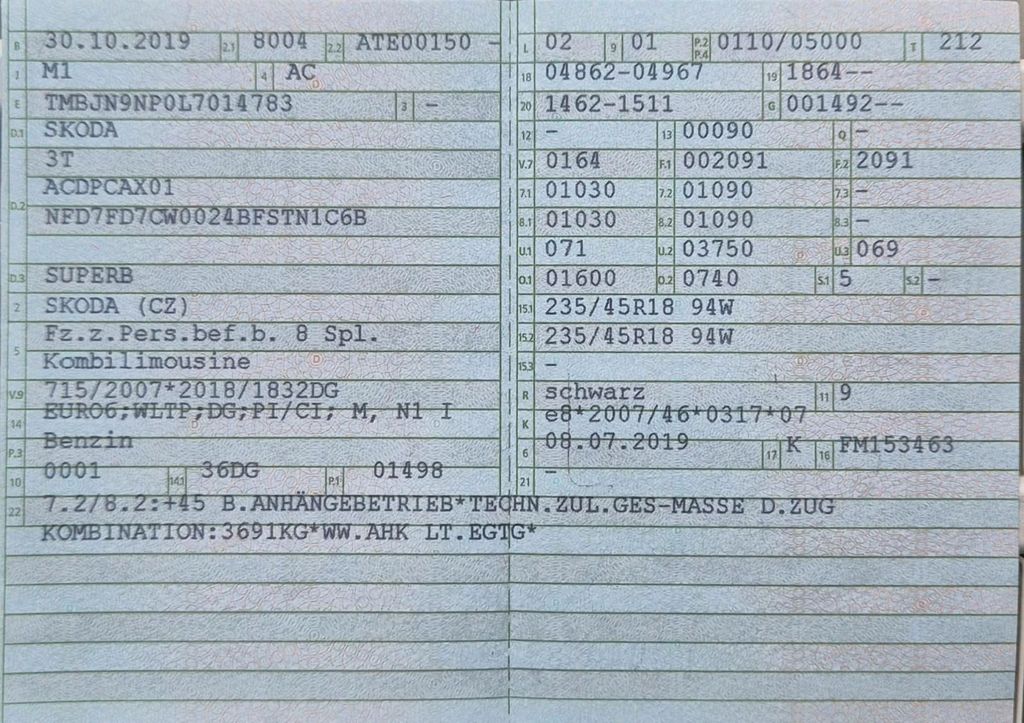 B 30.10.2019 2.1 8004 2.2 ATE00150 -
J M1 4 AC
E TMBJN9NP0L7014783 3 -
D.1 SKODA
3T
D.2 ACDPCAX01
NFD7FD7CW0024BFSTN1C6B
D.3 SUPERB
2 SKODA (CZ)
5 Fz.z.Pers.bef.b. 8 Spl.
Kombilimousine
V.9 715/2007*2018/1832DG
14 EURO6;WLTP;DG;PI/CI; M, N1 I
P.3 Benzin
10 0001 14.1 36DG P.1 01498
L 02 9 01 P.2 P.4 0110/05000 T 212
18 04862-04967 19 1864--
20 1462-1511 G 001492--
12 - 13 00090 Q -
V.7 0164 F.1 002091 F.2 2091
7.1 01030 7.2 01090 7.3 -
8.1 01030 8.2 01090 8.3 -
U.1 071 U.2 03750 U.3 069
O.1 01600 O.2 0740 S.1 5 S.2 -
15.1 235/45R18 94W
15.2 235/45R18 94W
15.3 -
R schwarz 11 9
K e8*2007/46*0317*07
6 08.07.2019 17 K 16 FM153463
21 -
22 7.2/8.2:+45 B.ANHÄNGEBETRIEB*TECHN.ZUL.GES-MASSE D.ZUG
KOMBINATION:3691KG*WW.AHK LT.EGTG*